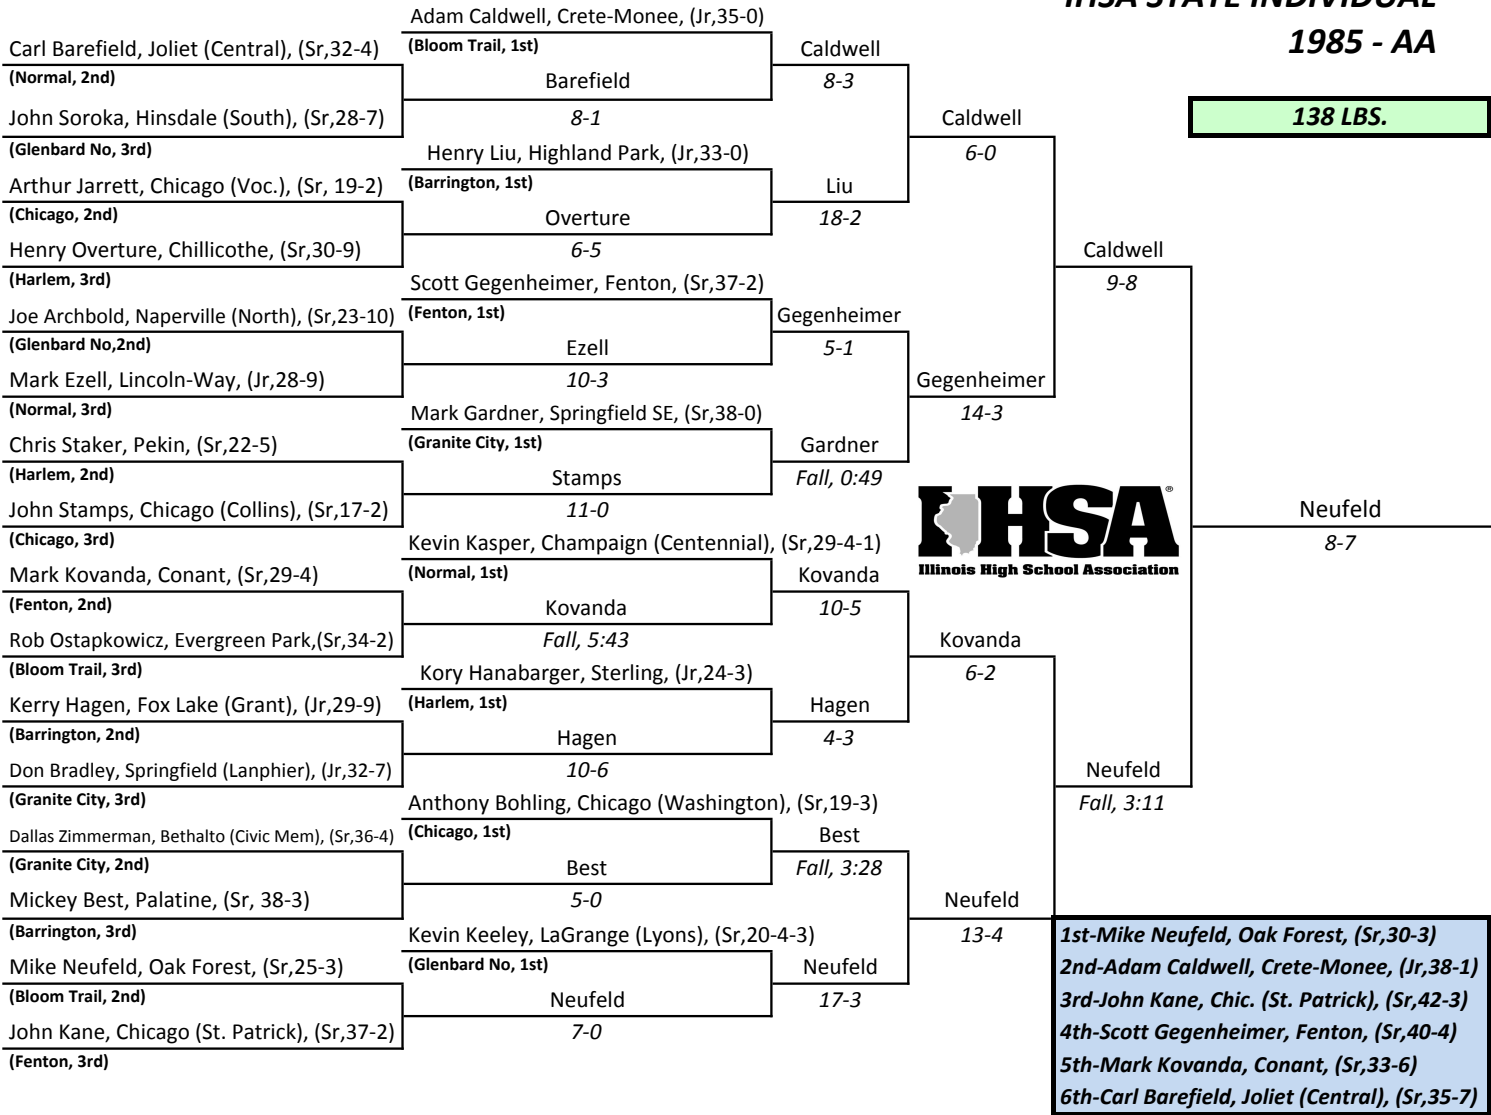 IHSA STATE INDIVIDUAL
1985 - AA
138 LBS.
Carl Barefield, Joliet (Central), (Sr,32-4)
(Normal, 2nd)
John Soroka, Hinsdale (South), (Sr,28-7)
(Glenbard No, 3rd)
Arthur Jarrett, Chicago (Voc.), (Sr, 19-2)
(Chicago, 2nd)
Henry Overture, Chillicothe, (Sr,30-9)
(Harlem, 3rd)
Joe Archbold, Naperville (North), (Sr,23-10)
(Glenbard No,2nd)
Mark Ezell, Lincoln-Way, (Jr,28-9)
(Normal, 3rd)
Chris Staker, Pekin, (Sr,22-5)
(Harlem, 2nd)
John Stamps, Chicago (Collins), (Sr,17-2)
(Chicago, 3rd)
Mark Kovanda, Conant, (Sr,29-4)
(Fenton, 2nd)
Rob Ostapkowicz, Evergreen Park,(Sr,34-2)
(Bloom Trail, 3rd)
Kerry Hagen, Fox Lake (Grant), (Jr,29-9)
(Barrington, 2nd)
Don Bradley, Springfield (Lanphier), (Jr,32-7)
(Granite City, 3rd)
Dallas Zimmerman, Bethalto (Civic Mem), (Sr,36-4)
(Granite City, 2nd)
Mickey Best, Palatine, (Sr, 38-3)
(Barrington, 3rd)
Mike Neufeld, Oak Forest, (Sr,25-3)
(Bloom Trail, 2nd)
John Kane, Chicago (St. Patrick), (Sr,37-2)
(Fenton, 3rd)
Adam Caldwell, Crete-Monee, (Jr,35-0)
(Bloom Trail, 1st)
Barefield
8-1
Henry Liu, Highland Park, (Jr,33-0)
(Barrington, 1st)
Overture
6-5
Scott Gegenheimer, Fenton, (Sr,37-2)
(Fenton, 1st)
Ezell
10-3
Mark Gardner, Springfield SE, (Sr,38-0)
(Granite City, 1st)
Stamps
11-0
Kevin Kasper, Champaign (Centennial), (Sr,29-4-1)
(Normal, 1st)
Kovanda
Fall, 5:43
Kory Hanabarger, Sterling, (Jr,24-3)
(Harlem, 1st)
Hagen
10-6
Anthony Bohling, Chicago (Washington), (Sr,19-3)
(Chicago, 1st)
Best
5-0
Kevin Keeley, LaGrange (Lyons), (Sr,20-4-3)
(Glenbard No, 1st)
Neufeld
7-0
Caldwell
8-3
Liu
18-2
Gegenheimer
5-1
Gardner
Fall, 0:49
Kovanda
10-5
Hagen
4-3
Best
Fall, 3:28
Neufeld
17-3
Caldwell
6-0
Gegenheimer
14-3
Kovanda
6-2
Neufeld
13-4
Caldwell
9-8
Neufeld
Fall, 3:11
Neufeld
8-7
IHSA®
Illinois High School Association
1st-Mike Neufeld, Oak Forest, (Sr,30-3)
2nd-Adam Caldwell, Crete-Monee, (Jr,38-1)
3rd-John Kane, Chic. (St. Patrick), (Sr,42-3)
4th-Scott Gegenheimer, Fenton, (Sr,40-4)
5th-Mark Kovanda, Conant, (Sr,33-6)
6th-Carl Barefield, Joliet (Central), (Sr,35-7)